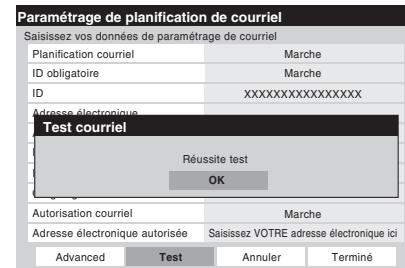 Paramétrage de planification de courriel
Saisissez vos données de paramétrage de courriel
Planification courriel Marche
ID obligatoire Marche
ID XXXXXXXXXXXXXXXX
Adresse électronique
Test courriel
Réussite test
OK
Autorisation courriel Marche
Adresse électronique autorisée Saisissez VOTRE adresse électronique ici
Advanced Test Annuler Terminé